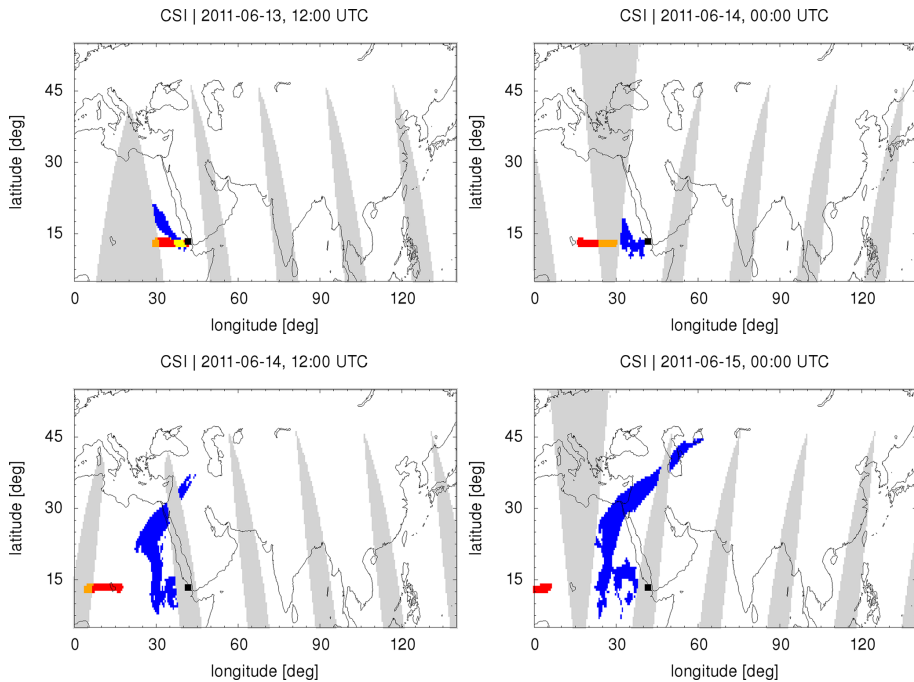 CSI | 2011-06-13, 12:00 UTC
CSI | 2011-06-14, 00:00 UTC
latitude [deg]
45
30
15
0
30
60
90
120
longitude [deg]
latitude [deg]
45
30
15
0
30
60
90
120
longitude [deg]
CSI | 2011-06-14, 12:00 UTC
CSI | 2011-06-15, 00:00 UTC
latitude [deg]
45
30
15
0
30
60
90
120
longitude [deg]
latitude [deg]
45
30
15
0
30
60
90
120
longitude [deg]